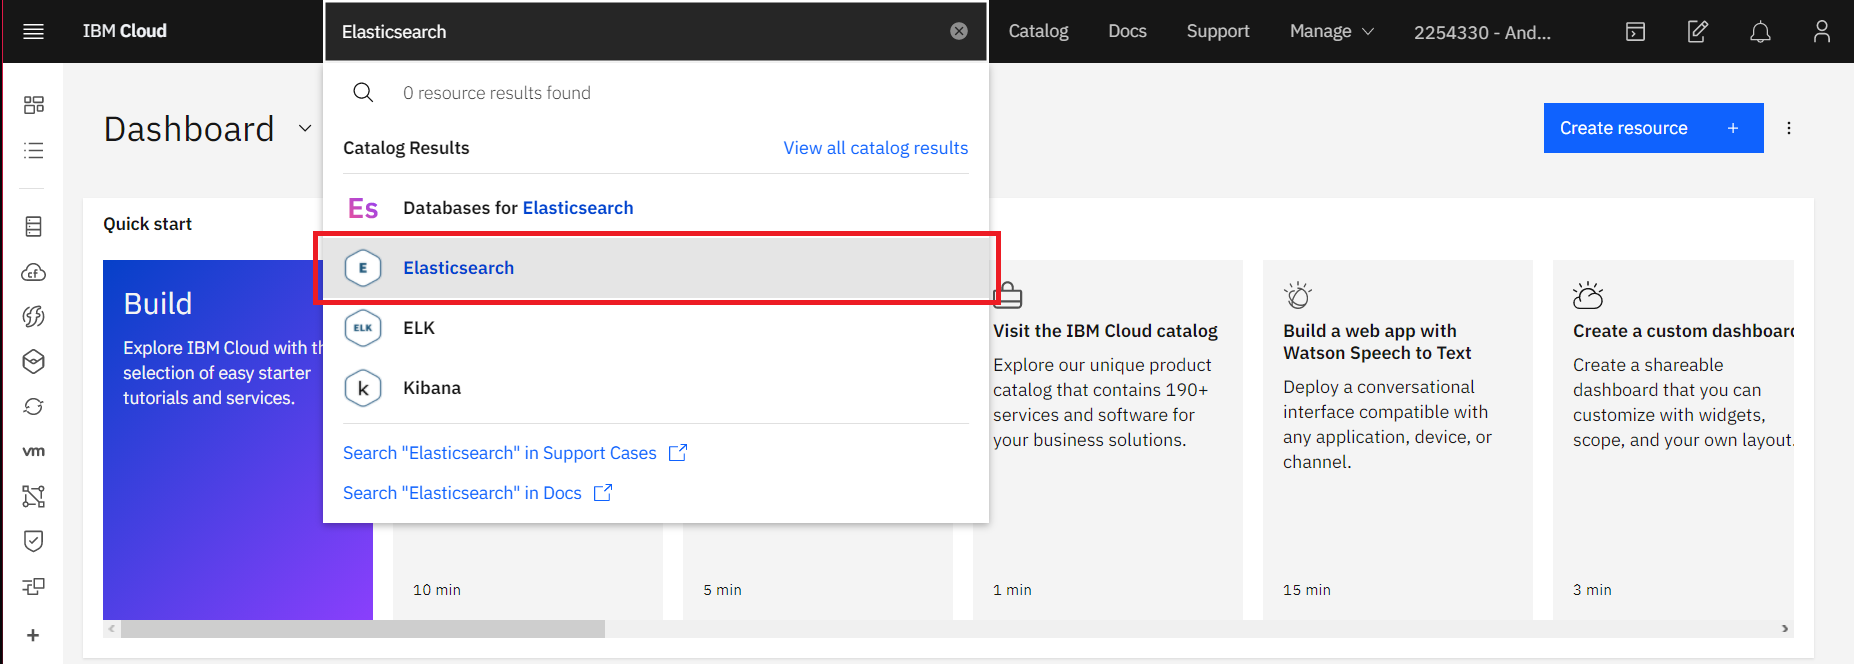 IBM Cloud
Elasticsearch
Catalog
Docs
Support
Manage
2254330 - And...
0 resource results found
Dashboard
Catalog Results
View all catalog results
Create resource +
Es
Databases for Elasticsearch
Quick start
E
Elasticsearch
ELK
ELK
k
Kibana
Search "Elasticsearch" in Support Cases
Search "Elasticsearch" in Docs
cf
vm
Build
Explore IBM Cloud with th
selection of easy starter
tutorials and services.
10 min
5 min
Visit the IBM Cloud catalog
Explore our unique product
catalog that contains 190+
services and software for
your business solutions.
1 min
Build a web app with
Watson Speech to Text
Deploy a conversational
interface compatible with
any application, device, or
channel.
15 min
Create a custom dashboard
Create a shareable
dashboard that you can
customize with widgets,
scope, and your own layout.
3 min